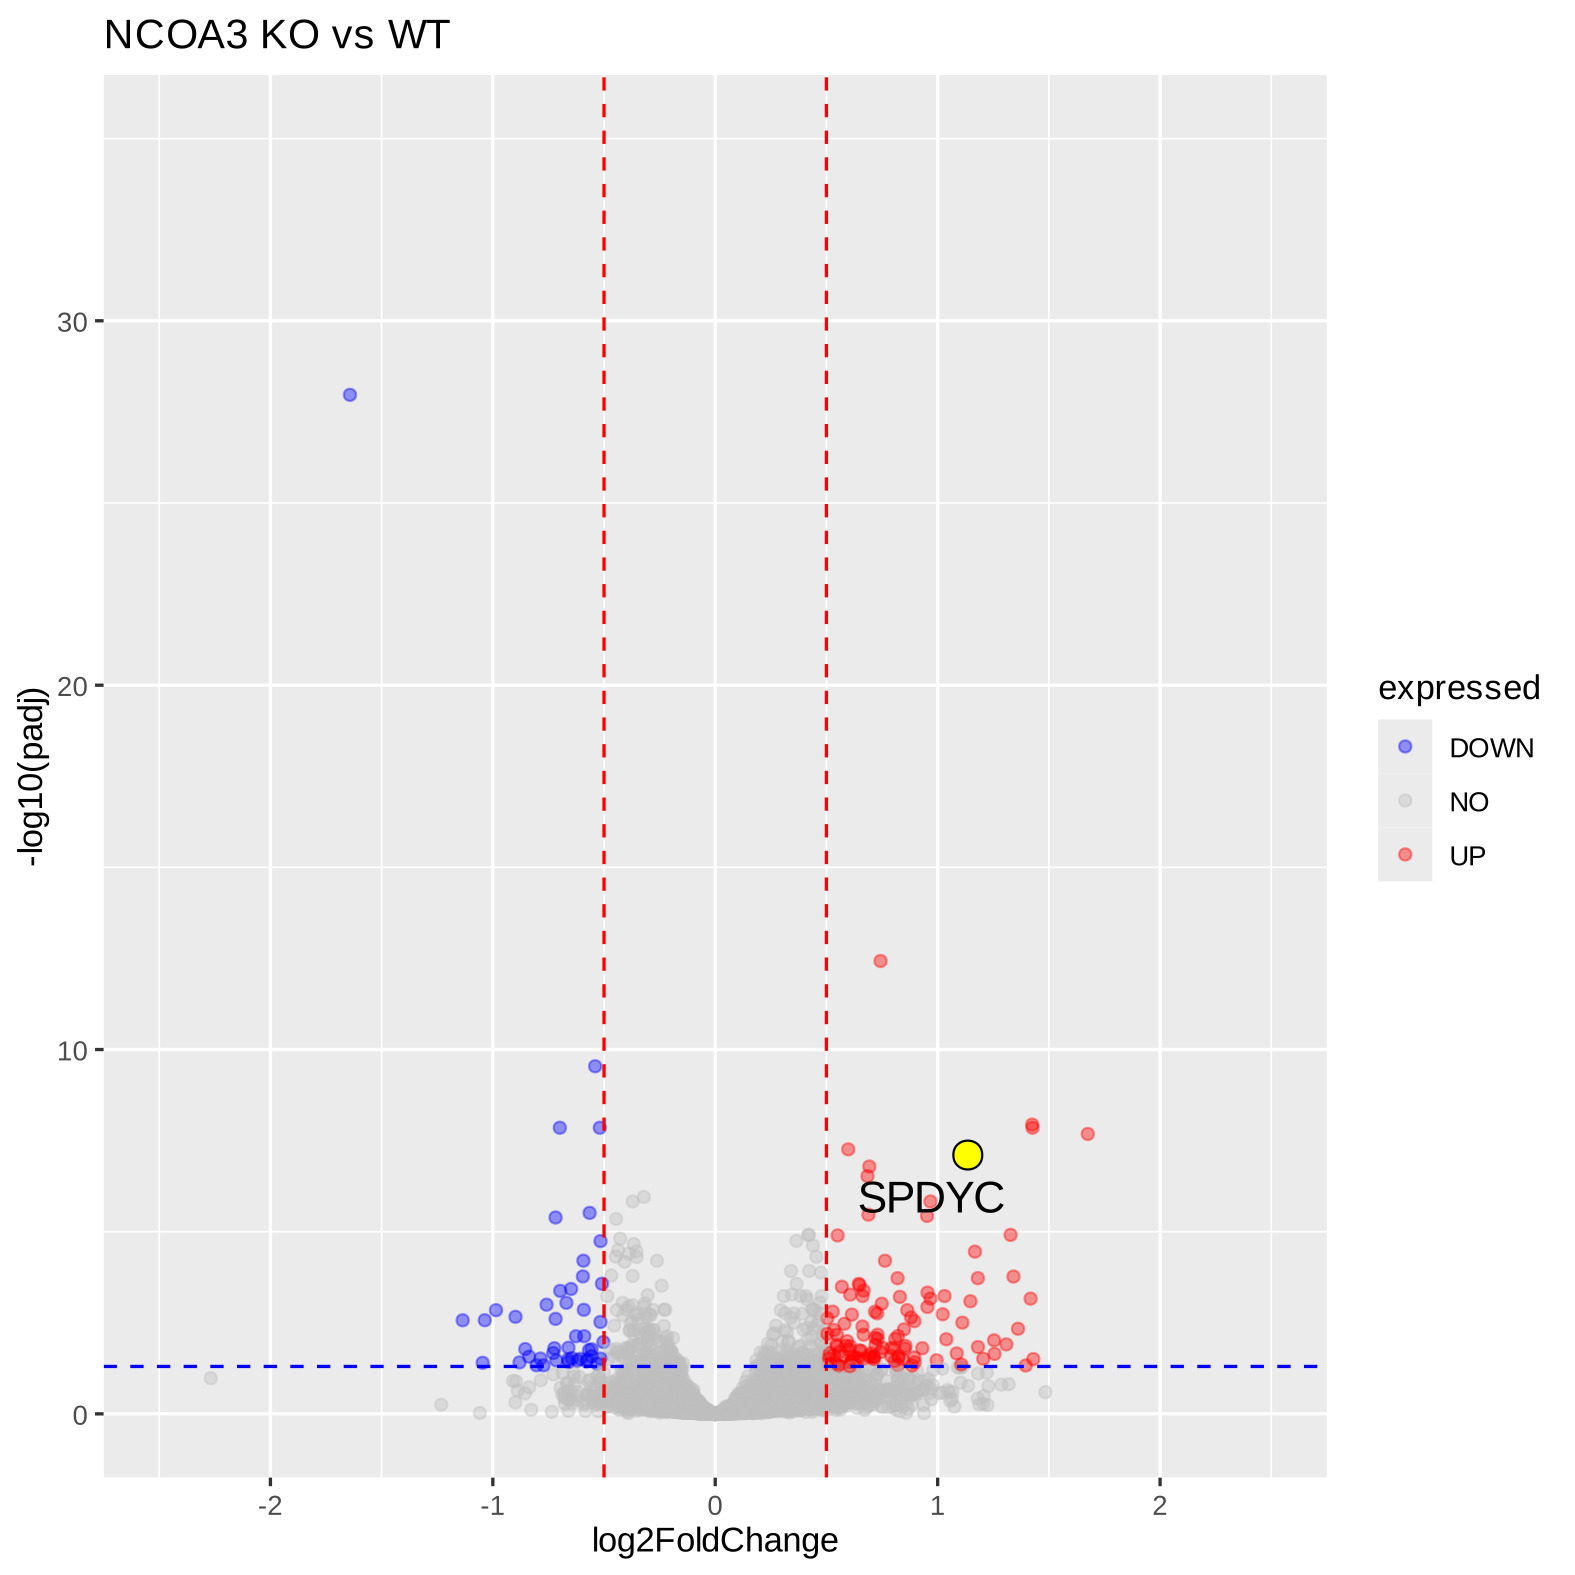 NCOA3 KO vs WT
30
20
10
0
-log10(padj)
SPDYC
-2
-1
0
1
2
log2FoldChange
expressed
DOWN
NO
UP